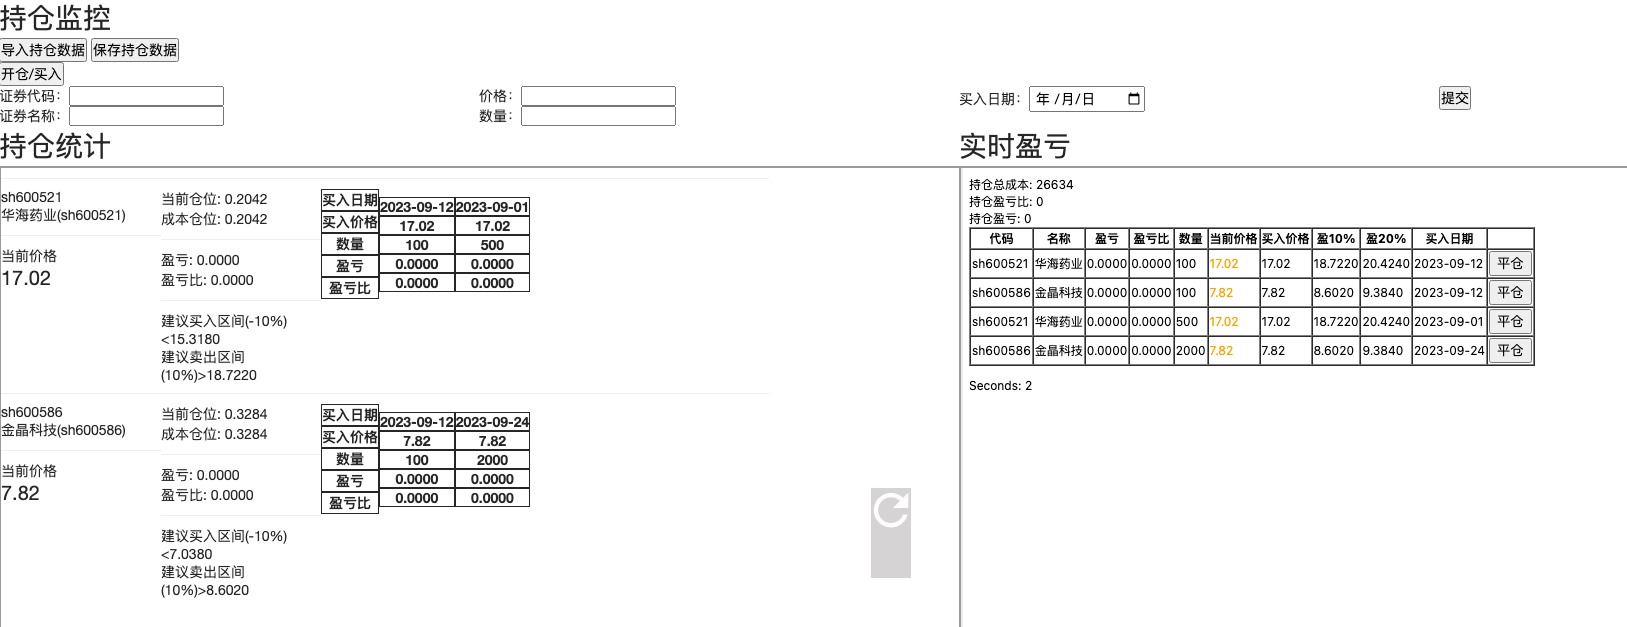 持仓监控
导入持仓数据 保存持仓数据
开仓/买入
证券代码: 价格: 买入日期: 年 /月/日 提交
证券名称: 数量:
持仓统计
sh600521
华海药业(sh600521)
当前价格
17.02
当前仓位: 0.2042
成本仓位: 0.2042
盈亏: 0.0000
盈亏比: 0.0000
建议买入区间(-10%)
<15.3180
建议卖出区间
(10%)>18.7220
买入日期 2023-09-12 2023-09-01
买入价格 17.02 17.02
数量 100 500
盈亏 0.0000 0.0000
盈亏比 0.0000 0.0000
sh600586
金晶科技(sh600586)
当前价格
7.82
当前仓位: 0.3284
成本仓位: 0.3284
盈亏: 0.0000
盈亏比: 0.0000
建议买入区间(-10%)
<7.0380
建议卖出区间
(10%)>8.6020
买入日期 2023-09-12 2023-09-24
买入价格 7.82 7.82
数量 100 2000
盈亏 0.0000 0.0000
盈亏比 0.0000 0.0000
实时盈亏
持仓总成本: 26634
持仓盈亏比: 0
持仓盈亏: 0
代码 名称 盈亏 盈亏比 数量 当前价格 买入价格 盈10% 盈20% 买入日期
sh600521 华海药业 0.0000 0.0000 100 17.02 17.02 18.7220 20.4240 2023-09-12 平仓
sh600586 金晶科技 0.0000 0.0000 100 7.82 7.82 8.6020 9.3840 2023-09-12 平仓
sh600521 华海药业 0.0000 0.0000 500 17.02 17.02 18.7220 20.4240 2023-09-01 平仓
sh600586 金晶科技 0.0000 0.0000 2000 7.82 7.82 8.6020 9.3840 2023-09-24 平仓
Seconds: 2